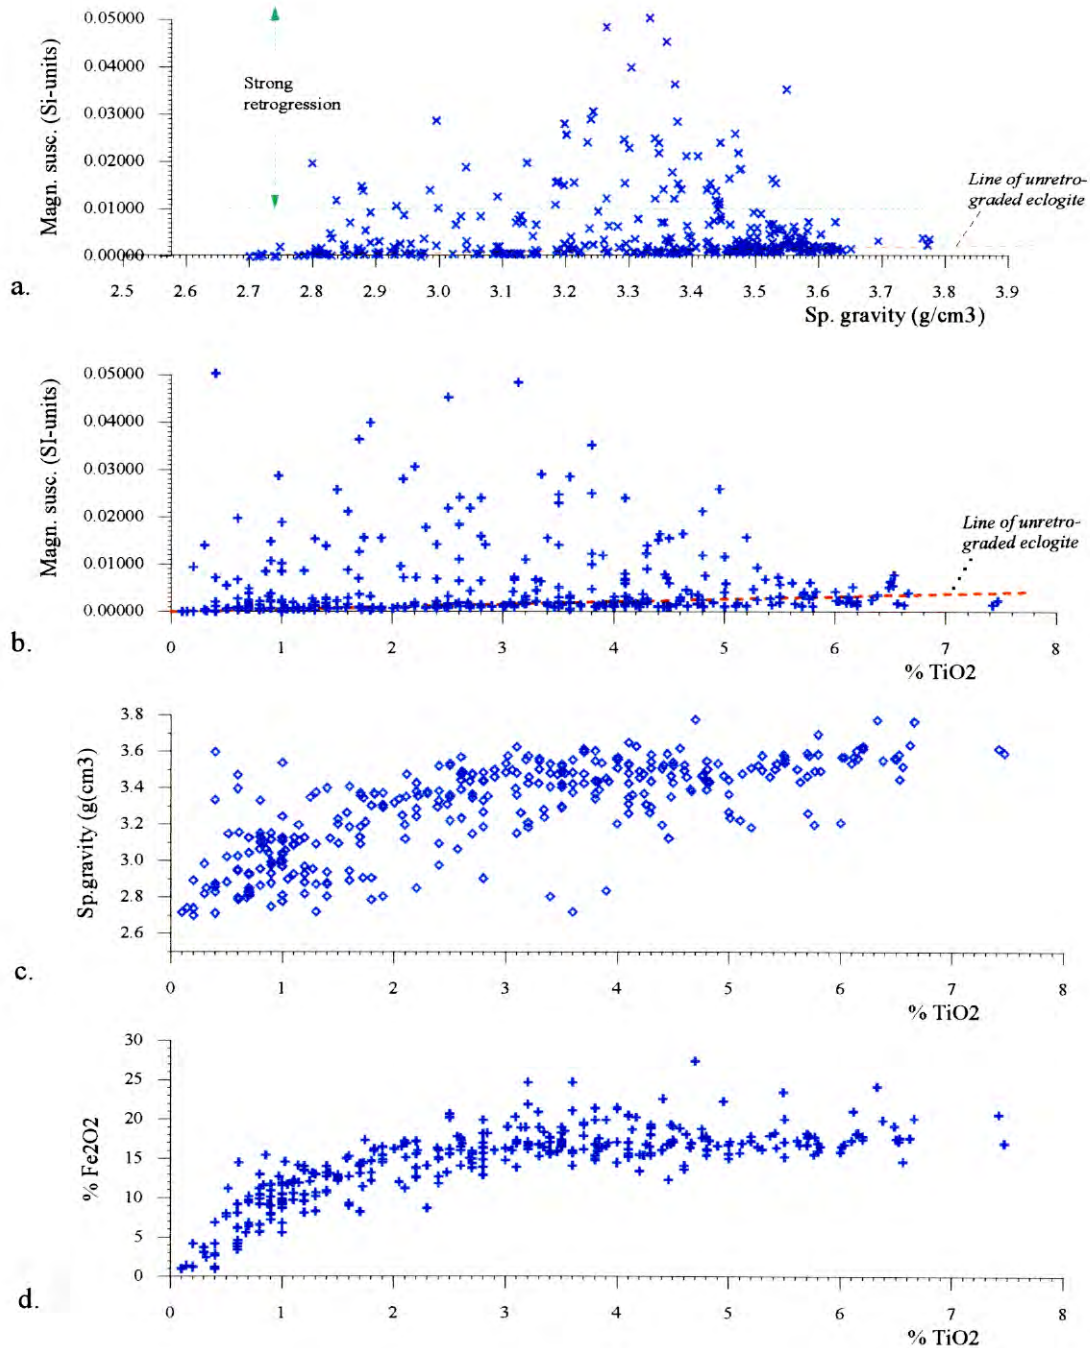 0.05000
0.04000
0.03000
0.02000
0.01000
0.00000
Magn. susc. (Si-units)
Strong
retrogression
Line of unretro-
graded eclogite
a.
2.5 2.6 2.7 2.8 2.9 3.0 3.1 3.2 3.3 3.4 3.5 3.6 3.7 3.8 3.9
Sp. gravity (g/cm3)
0.05000
0.04000
0.03000
0.02000
0.01000
0.00000
Magn. susc. (SI-units)
Line of unretro-
graded eclogite
b.
0 1 2 3 4 5 6 7 8
% TiO2
3.8
3.6
3.4
3.2
3.0
2.8
2.6
Sp.gravity (g(cm3)
c.
0 1 2 3 4 5 6 7 8
% TiO2
30
25
20
15
10
5
0
% Fe2O2
d.
0 1 2 3 4 5 6 7 8
% TiO2